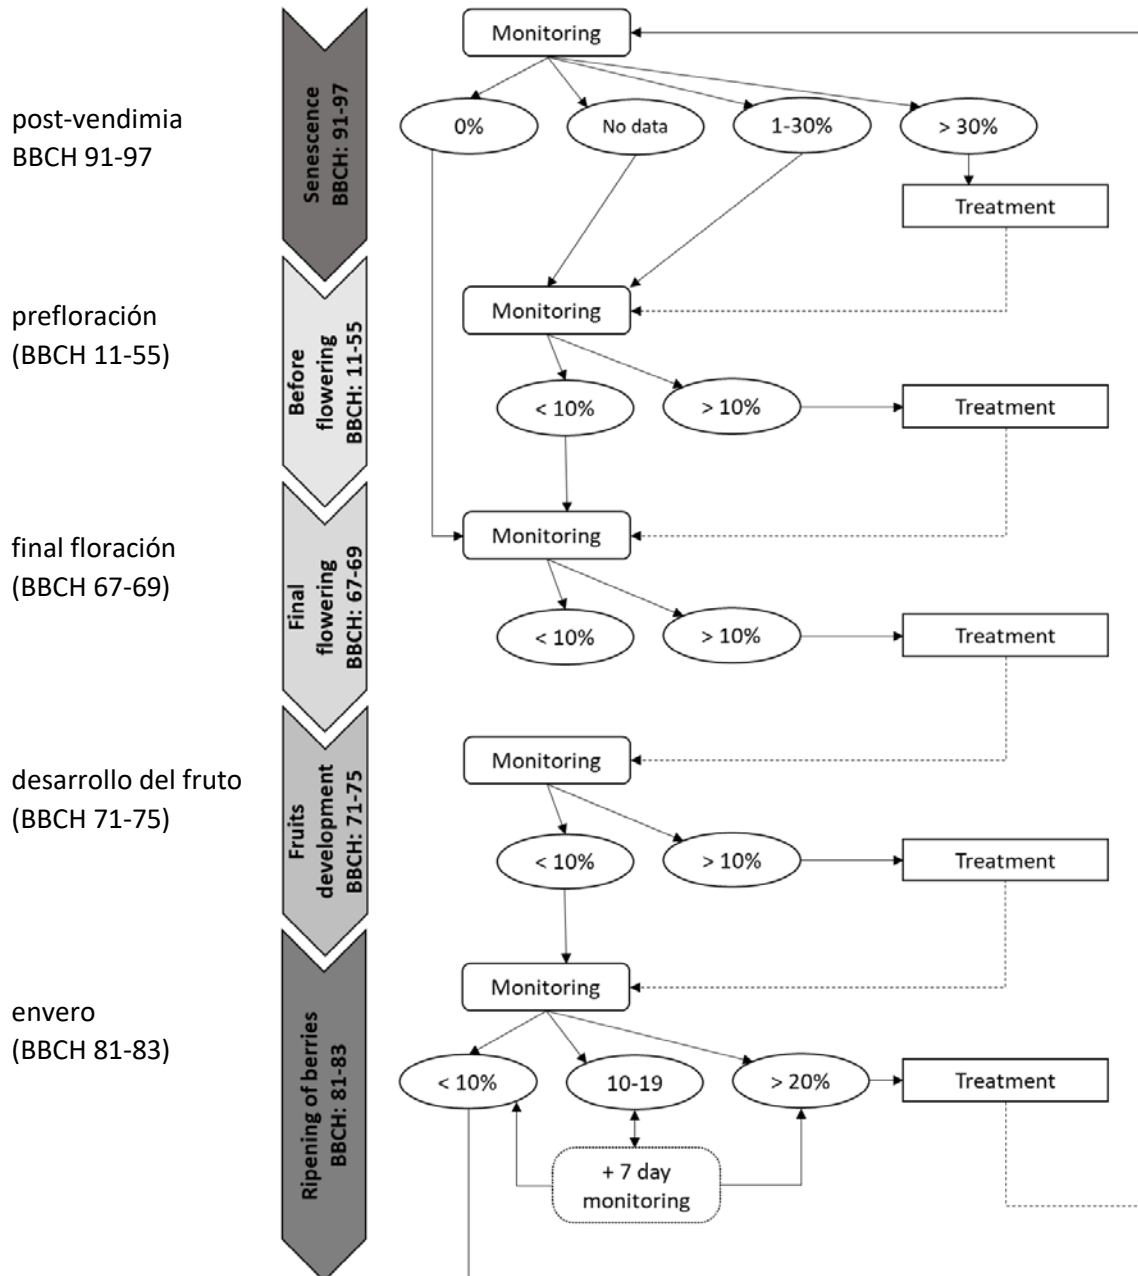 post-vendimia
BBCH 91-97
Senescence
BBCH: 91-97
Monitoring
0%
No data
1-30%
> 30%
Treatment
prefloración
(BBCH 11-55)
Before
flowering
BBCH: 11-55
Monitoring
< 10%
> 10%
Treatment
final floración
(BBCH 67-69)
Final
flowering
BBCH: 67-69
Monitoring
< 10%
> 10%
Treatment
desarrollo del fruto
(BBCH 71-75)
Fruits
development
BBCH: 71-75
Monitoring
< 10%
> 10%
Treatment
envero
(BBCH 81-83)
Ripening of berries
BBCH: 81-83
Monitoring
< 10%
10-19
> 20%
Treatment
+ 7 day
monitoring